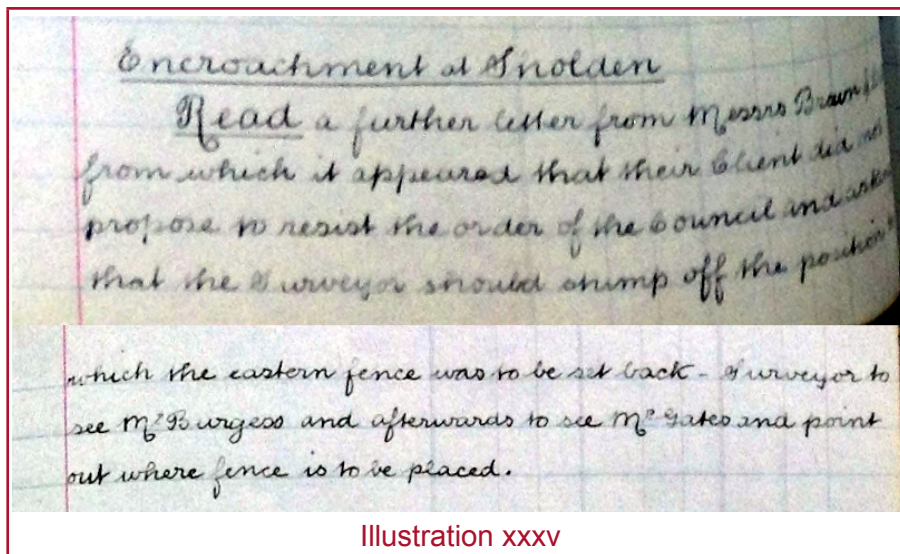 Encroachment at Snolden
Read a further letter from Messrs Brown &
from which it appeared that their Client did not
propose to resist the order of the Council and
that the Surveyor should stump off the position
which the eastern fence was to be set back - Surveyor to
see Mr Burgess and afterwards to see Mr Gates and point
out where fence is to be placed.
Illustration xxxv